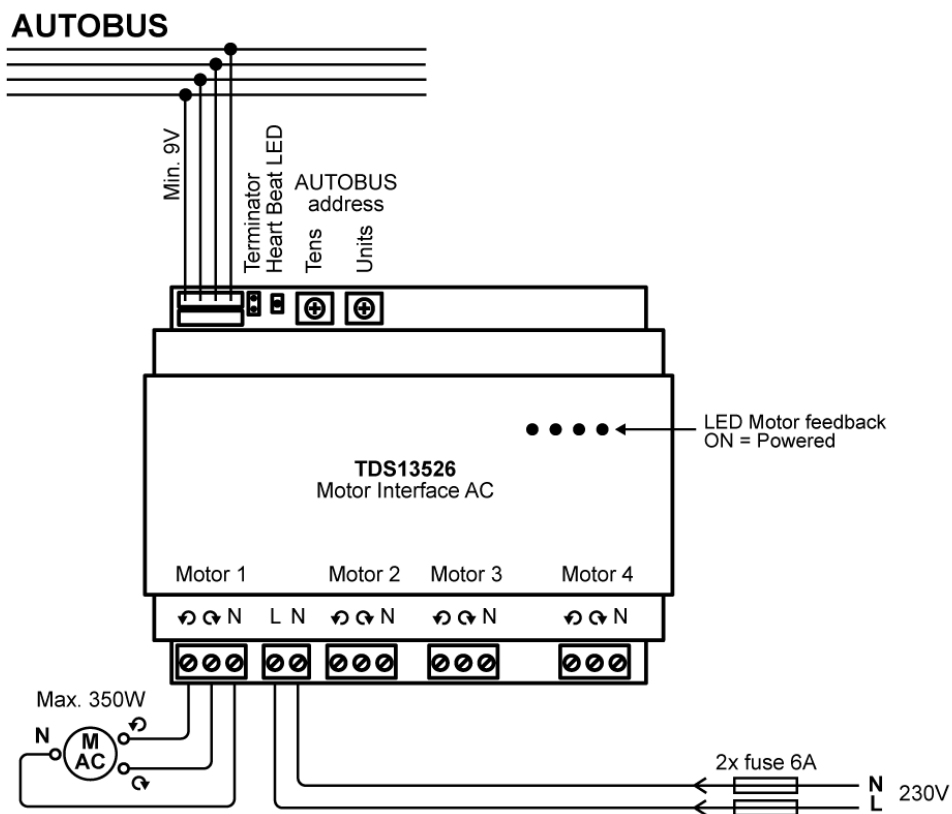 AUTOBUS
Min. 9V
Terminator
Heart Beat LED
AUTOBUS
address
Tens
Units
LED Motor feedback
ON = Powered
TDS13526
Motor Interface AC
Motor 1
Motor 2
Motor 3
Motor 4
N
L N
N
N
N
Max. 350W
N
M
AC
2x fuse 6A
N
L
230V